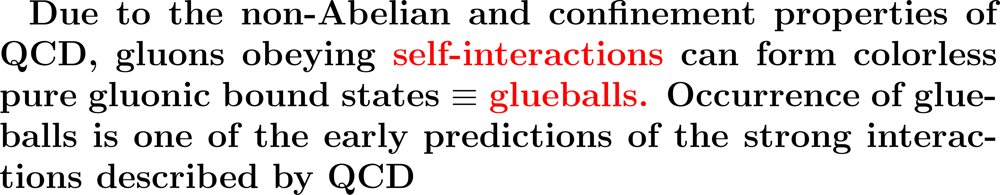 Due to the non-Abelian and confinement properties of
QCD, gluons obeying self-interactions can form colorless
pure gluonic bound states ≡ glueballs. Occurrence of glue-
balls is one of the early predictions of the strong interac-
tions described by QCD